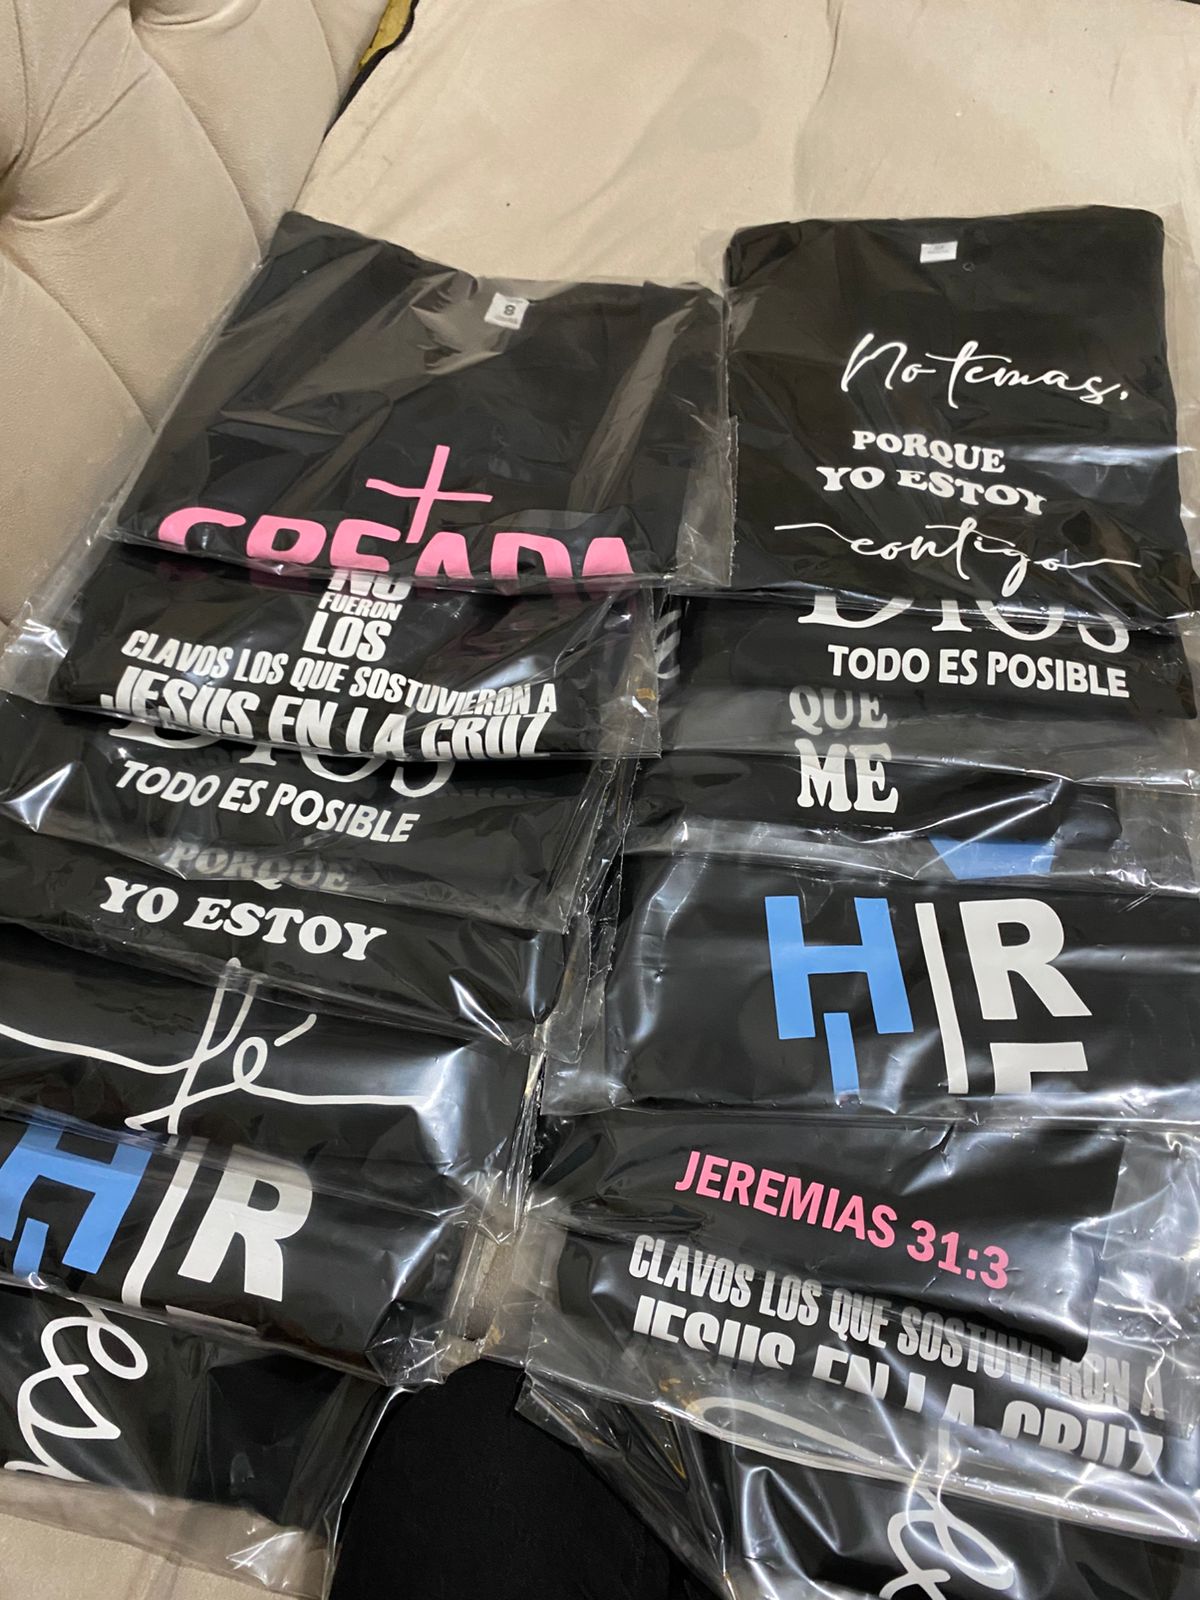 8
CREADA
NO
FUERON
LOS
CLAVOS LOS QUE SOSTUVIERON A
JESUS EN LA CRUZ
DIOS
TODO ES POSIBLE
PORQUE
YO ESTOY
fé
H R
No temas,
PORQUE
YO ESTOY
contigo
DIOS
TODO ES POSIBLE
QUE
ME
H R
JEREMIAS 31:3
CLAVOS LOS QUE SOSTUVIERON A
JESUS EN LA CRUZ